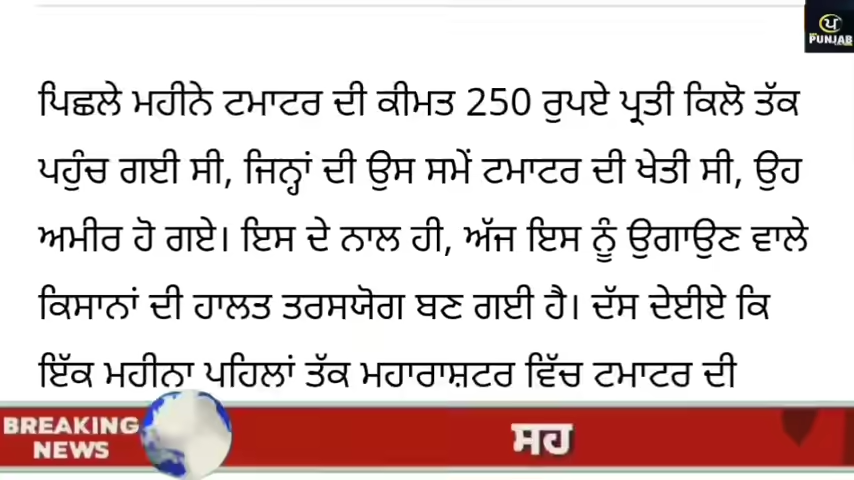 ਪ
PUNJAB
ਪਿਛਲੇ ਮਹੀਨੇ ਟਮਾਟਰ ਦੀ ਕੀਮਤ 250 ਰੁਪਏ ਪ੍ਰਤੀ ਕਿਲੋ ਤੱਕ
ਪਹੁੰਚ ਗਈ ਸੀ, ਜਿਨ੍ਹਾਂ ਦੀ ਉਸ ਸਮੇਂ ਟਮਾਟਰ ਦੀ ਖੇਤੀ ਸੀ, ਉਹ
ਅਮੀਰ ਹੋ ਗਏ। ਇਸ ਦੇ ਨਾਲ ਹੀ, ਅੱਜ ਇਸ ਨੂੰ ਉਗਾਉਣ ਵਾਲੇ
ਕਿਸਾਨਾਂ ਦੀ ਹਾਲਤ ਤਰਸਯੋਗ ਬਣ ਗਈ ਹੈ। ਦੱਸ ਦੇਈਏ ਕਿ
ਇੱਕ ਮਹੀਨਾ ਪਹਿਲਾਂ ਤੱਕ ਮਹਾਰਾਸ਼ਟਰ ਵਿੱਚ ਟਮਾਟਰ ਦੀ
BREAKING
NEWS
ਸਹ